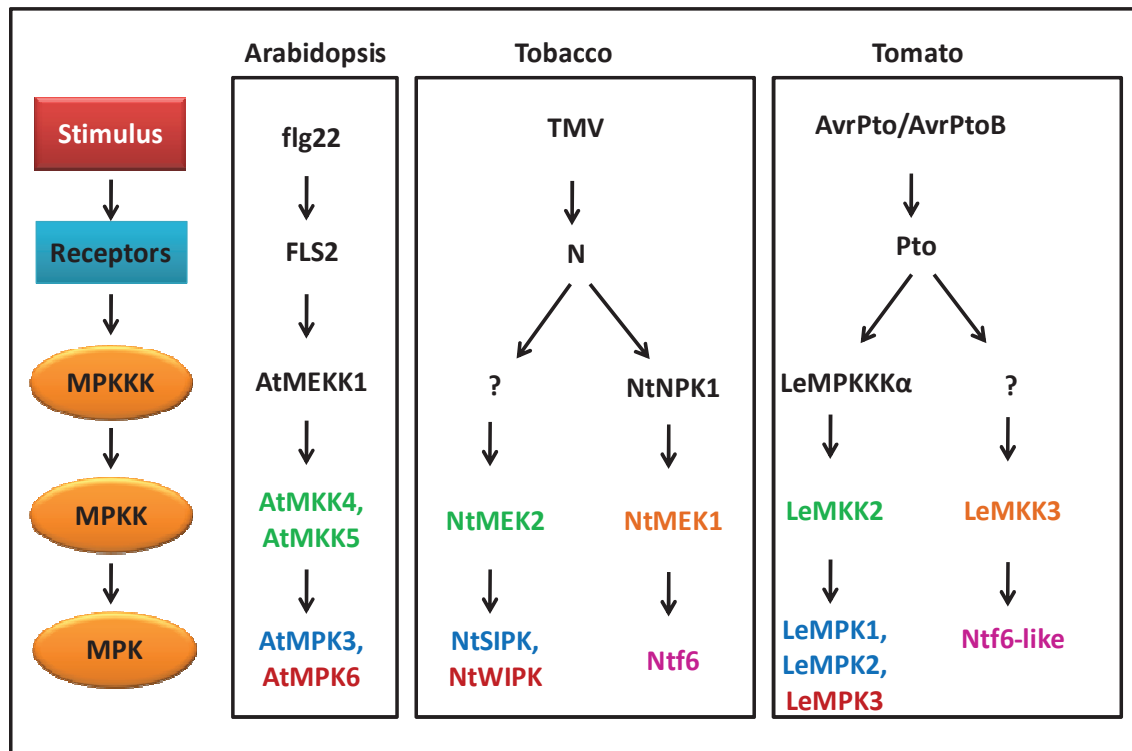 Arabidopsis
Tobacco
Tomato
Stimulus
flg22
TMV
AvrPto/AvrPtoB
Receptors
FLS2
N
Pto
MPKKK
AtMEKK1
?
NtNPK1
LeMPKKKα
?
MPKK
AtMKK4,
AtMKK5
NtMEK2
NtMEK1
LeMKK2
LeMKK3
MPK
AtMPK3,
AtMPK6
NtSIPK,
NtWIPK
Ntf6
LeMPK1,
LeMPK2,
LeMPK3
Ntf6-like